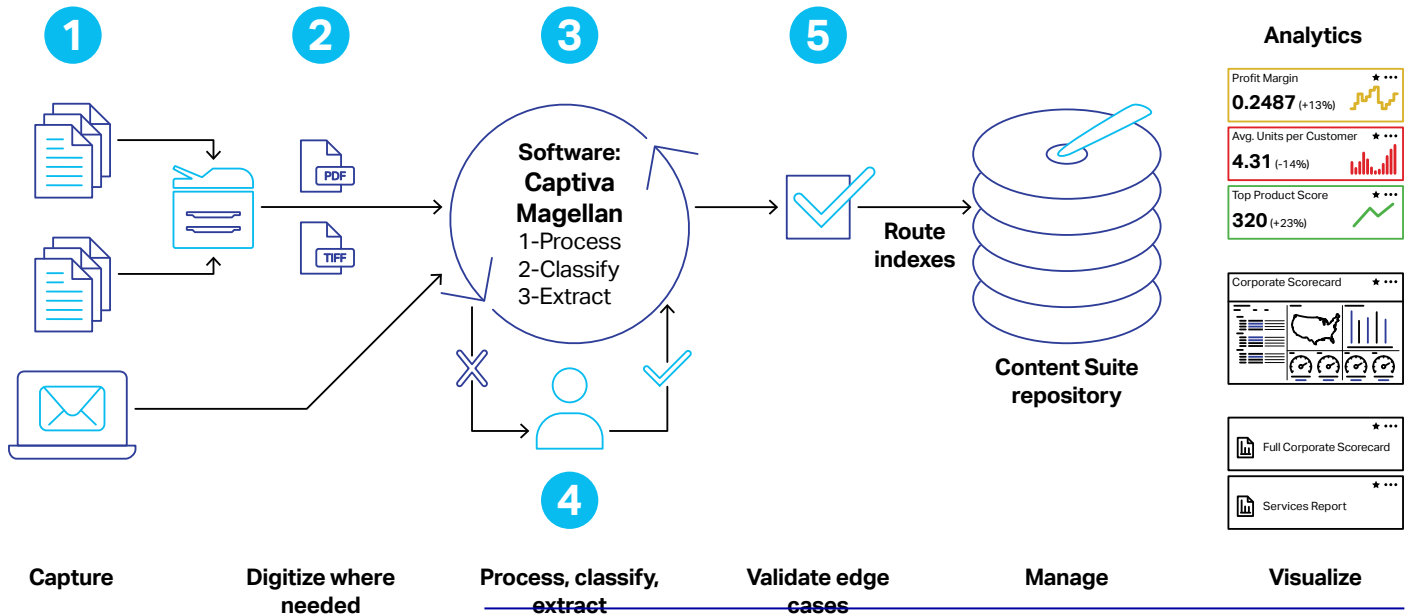 1
2
3
5
Analytics
Profit Margin
0.2487 (+13%)
Avg. Units per Customer
4.31 (-14%)
Top Product Score
320 (+23%)
PDF
TIFF
Software:
Captiva
Magellan
1-Process
2-Classify
3-Extract
Route
indexes
Content Suite
repository
Corporate Scorecard
Full Corporate Scorecard
Services Report
4
Capture
Digitize where
needed
Process, classify,
extract
Validate edge
cases
Manage
Visualize